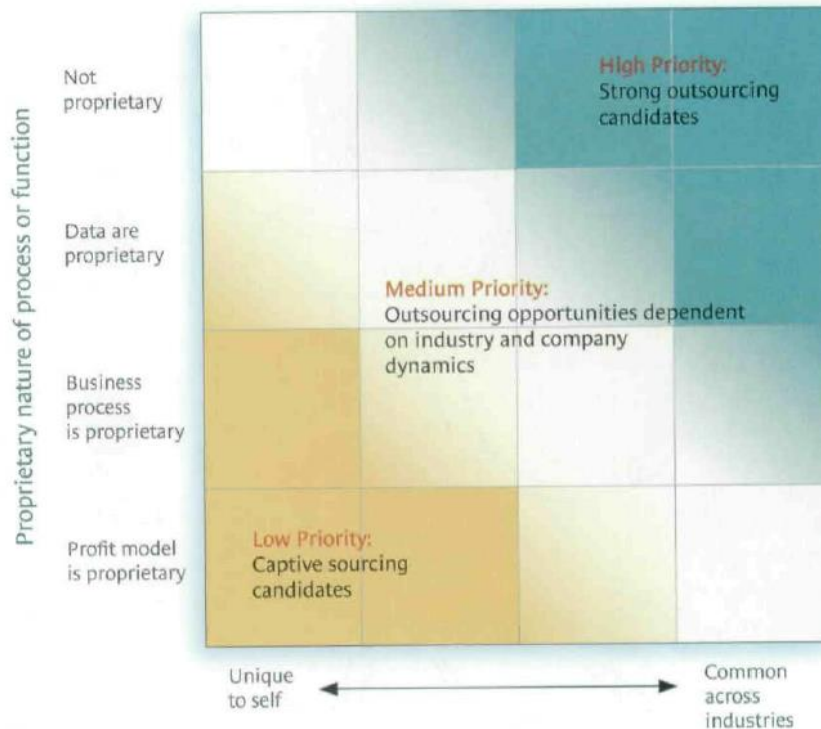 Proprietary nature of process or function
Not
proprietary
Data are
proprietary
Business
process
is proprietary
Profit model
is proprietary
High Priority:
Strong outsourcing
candidates
Medium Priority:
Outsourcing opportunities dependent
on industry and company
dynamics
Low Priority:
Captive sourcing
candidates
Unique
to self
Common
across
industries